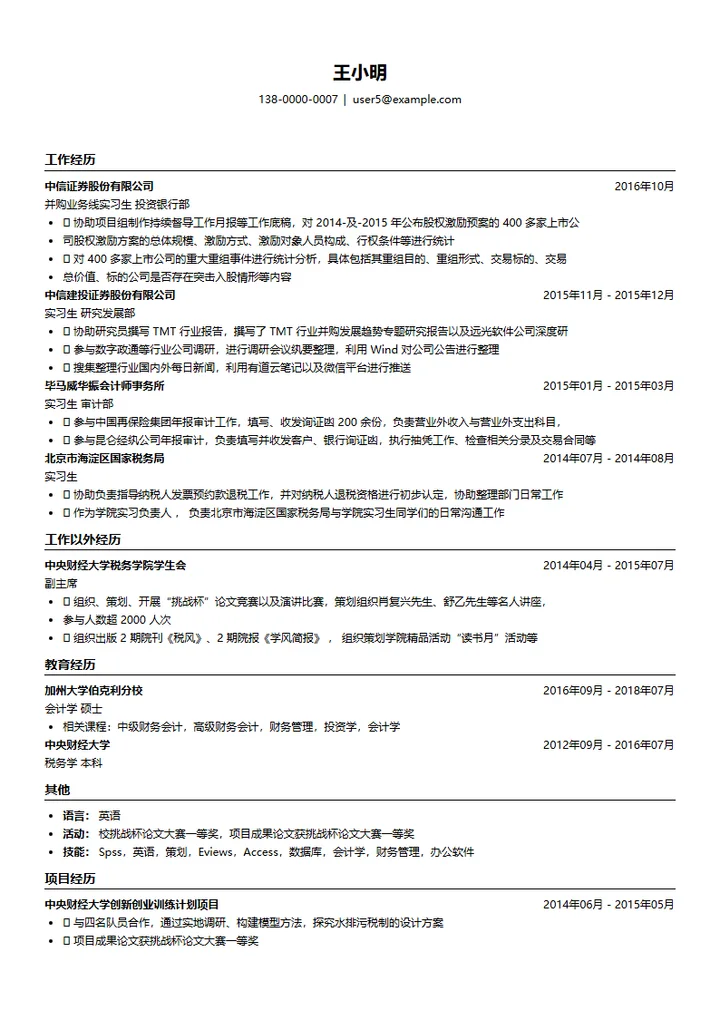 王小明
138-0000-0007 | user5@example.com
工作经历
中信证券股份有限公司 2016年10月
并购业务线实习生 投资银行部
• 协助项目组制作持续督导工作月报等工作底稿，对 2014-及-2015 年公布股权激励预案的 400 多家上市公
• 司股权激励方案的总体规模、激励方式、激励对象人员构成、行权条件等进行统计
• 对 400 多家上市公司的重大重组事件进行统计分析，具体包括其重组目的、重组形式、交易标的、交易
• 总价值、标的公司是否存在突击入股情形等内容
中信建投证券股份有限公司 2015年11月 - 2015年12月
实习生 研究发展部
• 协助研究员撰写 TMT 行业报告，撰写了 TMT 行业并购发展趋势专题研究报告以及远光软件公司深度研
• 参与数字政通等行业公司调研，进行调研会议纨要整理，利用 Wind 对公司公告进行整理
• 搜集整理行业国内外每日新闻，利用有道云笔记以及微信平台进行推送
毕马威华振会计师事务所 2015年01月 - 2015年03月
实习生 审计部
• 参与中国再保险集团年报审计工作，填写、收发询证凼 200 余份，负责营业外收入与营业外支出科目，
• 参与昆仑经纨公司年报审计，负责填写并收发客户、银行询证凼，执行抽凭工作、检查相关分录及交易合同等
北京市海淀区国家税务局 2014年07月 - 2014年08月
实习生
• 协助负责指导纳税人发票预约款退税工作，并对纳税人退税资格进行初步认定，协助整理部门日常工作
• 作为学院实习负责人 ， 负责北京市海淀区国家税务局与学院实习生同学们的日常沟通工作
工作以外经历
中央财经大学税务学院学生会 2014年04月 - 2015年07月
副主席
• 组织、策划、开展“挑战杯”论文竞赛以及演讲比赛，策划组织肖复兴先生、舒乙先生等名人讲座，
• 参与人数超 2000 人次
• 组织出版 2 期院刊《税风》、2 期院报《学风简报》 ， 组织策划学院精品活动“读书月”活动等
教育经历
加州大学伯克利分校 2016年09月 - 2018年07月
会计学 硕士
• 相关课程：中级财务会计，高级财务会计，财务管理，投资学，会计学
中央财经大学 2012年09月 - 2016年07月
税务学 本科
其他
• 语言： 英语
• 活动： 校挑战杯论文大赛一等奖，项目成果论文获挑战杯论文大赛一等奖
• 技能： Spss，英语，策划，Eviews，Access，数据库，会计学，财务管理，办公软件
项目经历
中央财经大学创新创业训练计划项目 2014年06月 - 2015年05月
• 与四名队员合作，通过实地调研、构建模型方法，探究水排污税制的设计方案
• 项目成果论文获挑战杯论文大赛一等奖